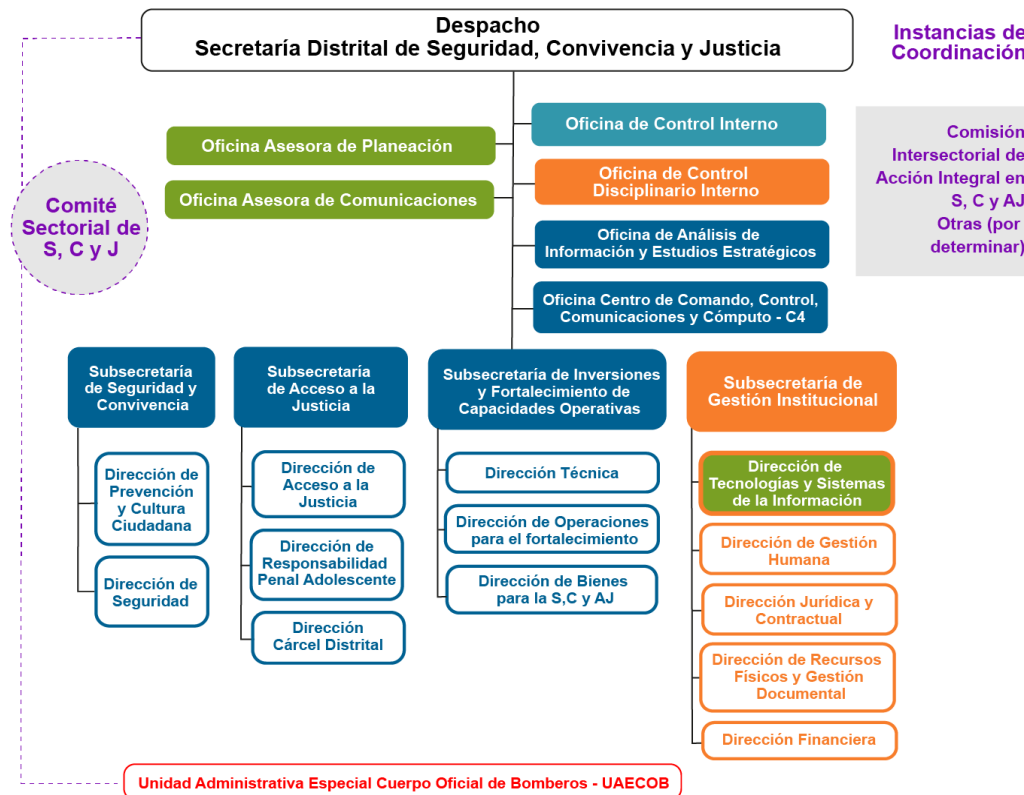 Despacho
Secretaría Distrital de Seguridad, Convivencia y Justicia
Instancias de
Coordinación
Oficina Asesora de Planeación
Oficina Asesora de Comunicaciones
Oficina de Control Interno
Oficina de Control
Disciplinario Interno
Oficina de Análisis de
Información y Estudios Estratégicos
Oficina Centro de Comando, Control,
Comunicaciones y Cómputo - C4
Comisión
Intersectorial de
Acción Integral en
S, C y AJ
Otras (por
determinar)
Comité
Sectorial de
S, C y J
Subsecretaría
de Seguridad y
Convivencia
Dirección de
Prevención
y Cultura
Ciudadana
Dirección de
Seguridad
Subsecretaría
de Acceso a la
Justicia
Dirección de
Acceso a la
Justicia
Dirección de
Responsabilidad
Penal Adolescente
Dirección
Cárcel Distrital
Subsecretaría de Inversiones
y Fortalecimiento de
Capacidades Operativas
Dirección Técnica
Dirección de Operaciones
para el fortalecimiento
Dirección de Bienes
para la S,C y AJ
Subsecretaría de
Gestión Institucional
Dirección de
Tecnologías y Sistemas
de la Información
Dirección de Gestión
Humana
Dirección Jurídica y
Contractual
Dirección de Recursos
Físicos y Gestión
Documental
Dirección Financiera
Unidad Administrativa Especial Cuerpo Oficial de Bomberos - UAECOB